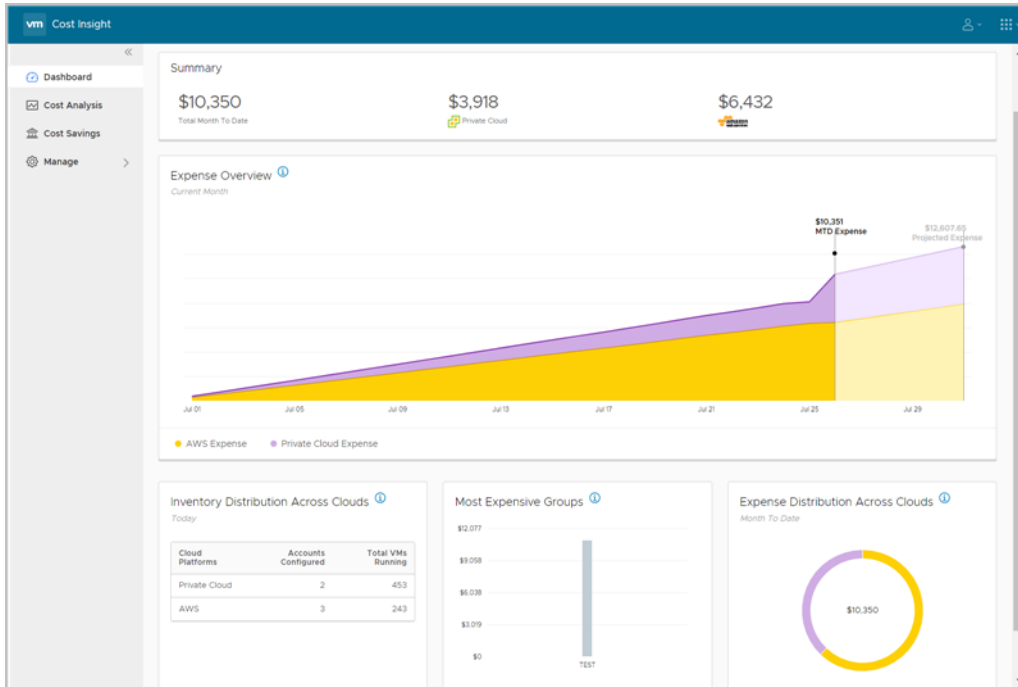 vm Cost Insight
Dashboard
Cost Analysis
Cost Savings
Manage
Summary
$10,350
Total Month To Date
$3,918
Private Cloud
$6,432
amazon
web services
Expense Overview
Current Month
$10,351
MTD Expense
$12,607.65
Projected Expense
Jul 01 Jul 05 Jul 09 Jul 13 Jul 17 Jul 21 Jul 25 Jul 29
AWS Expense Private Cloud Expense
Inventory Distribution Across Clouds
Today
Cloud Platforms Accounts Configured Total VMs Running
Private Cloud 2 453
AWS 3 243
Most Expensive Groups
$12,077
$9,058
$6,038
$3,019
$0
TEST
Expense Distribution Across Clouds
Month To Date
$10,350